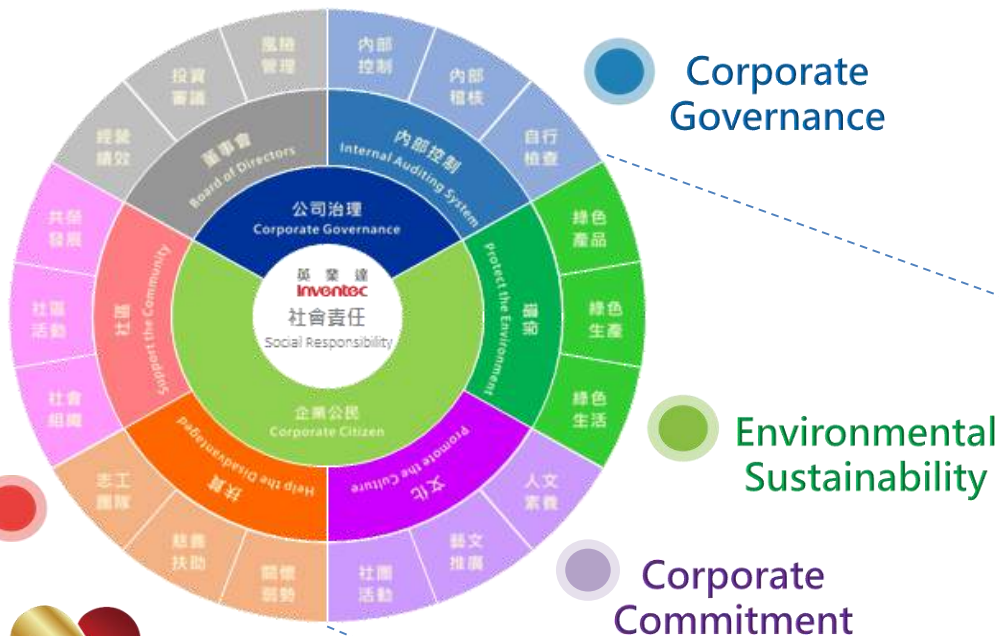 風險
管理
投資
審議
經營
績效
內部
控制
內部
稽核
自行
檢查
董事會
Board of Directors
內部控制
Internal Auditing System
公司治理
Corporate Governance
英業達
Inventec
社會責任
Social Responsibility
企業公民
Corporate Citizen
共榮
發展
社區
活動
社會
組織
社區
Support the Community
環保
protect the Environment
綠色
產品
綠色
生產
綠色
生活
扶貧
Help the Disadvantaged
文化
Promote the Culture
志工
團隊
慈善
扶助
關懷
弱勢
社團
活動
藝文
推廣
人文
素養
Corporate
Governance
Environmental
Sustainability
Corporate
Commitment